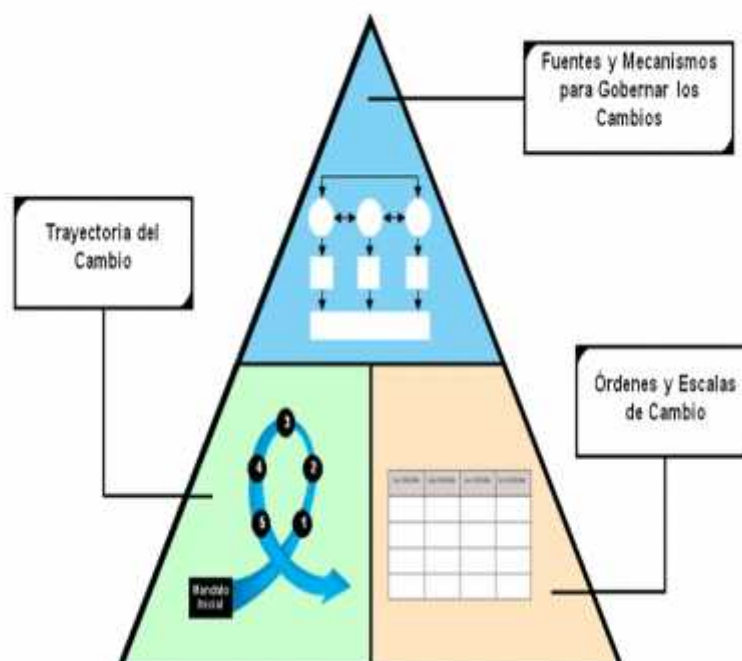 Fuentes y Mecanismos
para Gobernar los
Cambios
Trayectoria del
Cambio
Órdenes y Escalas
de Cambio
3
4
2
5
1
Mandato
Inicial